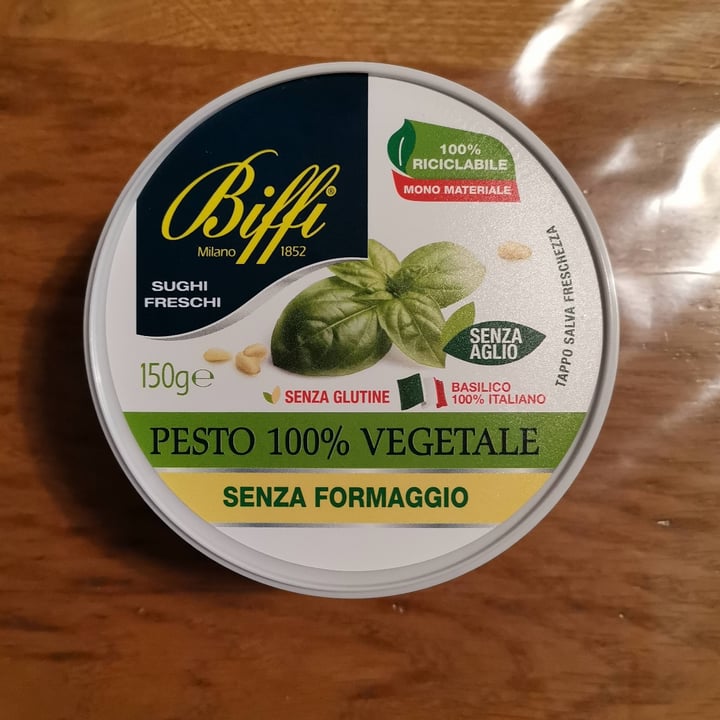 100%
RICICLABILE
MONO MATERIALE
Biffi®
Milano 1852
SUGHI
FRESCHI
TAPPO SALVA FRESCHEZZA
SENZA
AGLIO
150g℮
SENZA GLUTINE
BASILICO
100% ITALIANO
PESTO 100% VEGETALE
SENZA FORMAGGIO